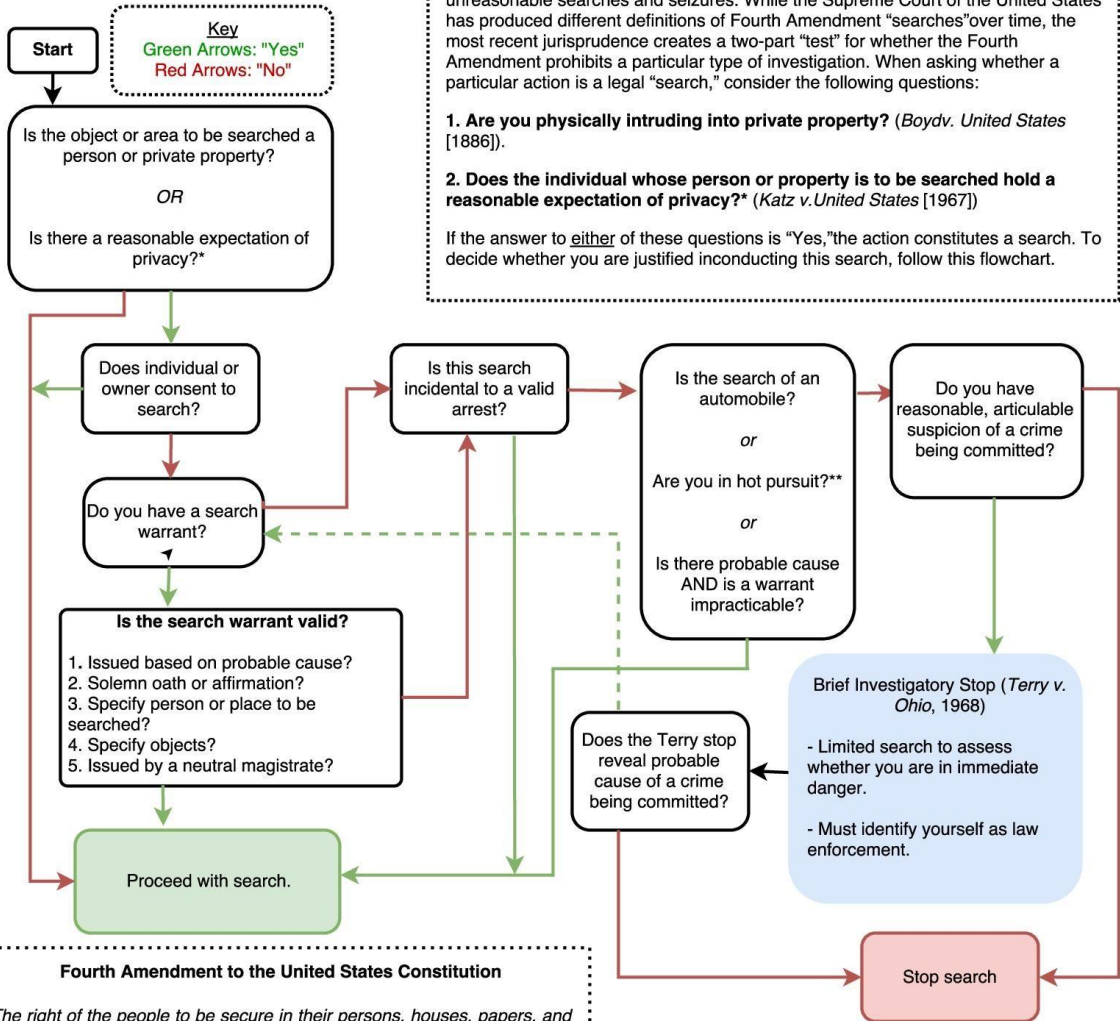 Start
Key
Green Arrows: "Yes"
Red Arrows: "No"
unreasonable searches and seizures. While the Supreme Court of the United States
has produced different definitions of Fourth Amendment “searches”over time, the
most recent jurisprudence creates a two-part “test” for whether the Fourth
Amendment prohibits a particular type of investigation. When asking whether a
particular action is a legal “search,” consider the following questions:
1. Are you physically intruding into private property? (Boydv. United States
[1886]).
2. Does the individual whose person or property is to be searched hold a
reasonable expectation of privacy?* (Katz v.United States [1967])
If the answer to either of these questions is “Yes,”the action constitutes a search. To
decide whether you are justified inconducting this search, follow this flowchart.
Is the object or area to be searched a
person or private property?
OR
Is there a reasonable expectation of
privacy?*
Does individual or
owner consent to
search?
Is this search
incidental to a valid
arrest?
Is the search of an
automobile?
or
Are you in hot pursuit?**
or
Is there probable cause
AND is a warrant
impracticable?
Do you have
reasonable, articulable
suspicion of a crime
being committed?
Do you have a search
warrant?
Is the search warrant valid?
1. Issued based on probable cause?
2. Solemn oath or affirmation?
3. Specify person or place to be
searched?
4. Specify objects?
5. Issued by a neutral magistrate?
Does the Terry stop
reveal probable
cause of a crime
being committed?
Brief Investigatory Stop (Terry v.
Ohio, 1968)
- Limited search to assess
whether you are in immediate
danger.
- Must identify yourself as law
enforcement.
Proceed with search.
Stop search
Fourth Amendment to the United States Constitution
The right of the people to be secure in their persons, houses, papers, and